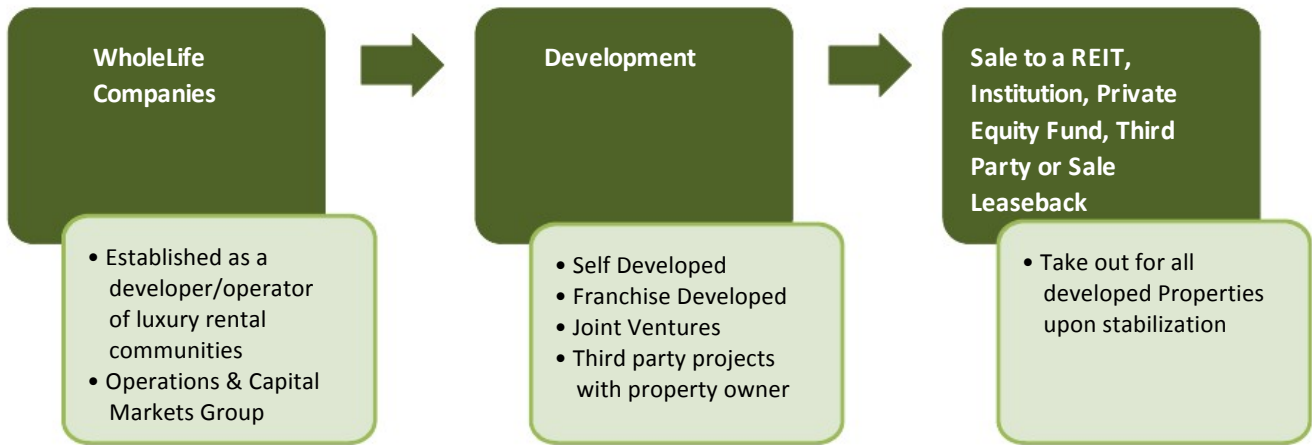 WholeLife
Companies
• Established as a
developer/operator
of luxury rental
communities
• Operations & Capital
Markets Group
Development
• Self Developed
• Franchise Developed
• Joint Ventures
• Third party projects
with property owner
Sale to a REIT,
Institution, Private
Equity Fund, Third
Party or Sale
Leaseback
• Take out for all
developed Properties
upon stabilization